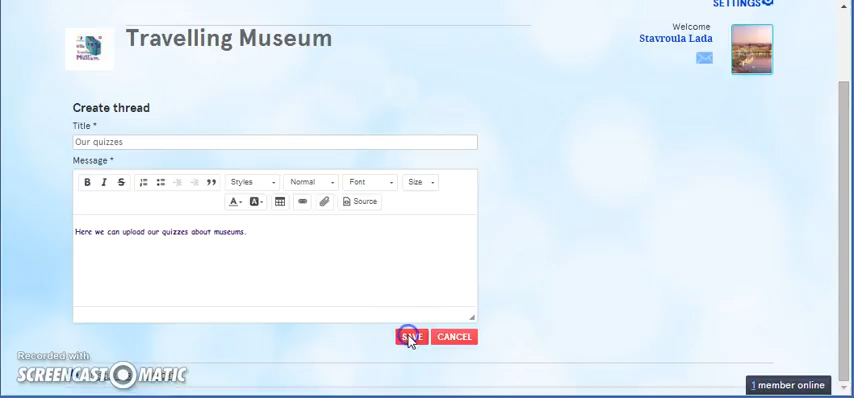 SETTINGS
Travelling Museum
Welcome
Stavroula Lada
Create thread
Title *
Our quizzes
Message *
B I S Styles Normal Font Size
A A Source
Here we can upload our quizzes about museums.
SAVE CANCEL
Recorded with
SCREENCAST MATIC
1 member online